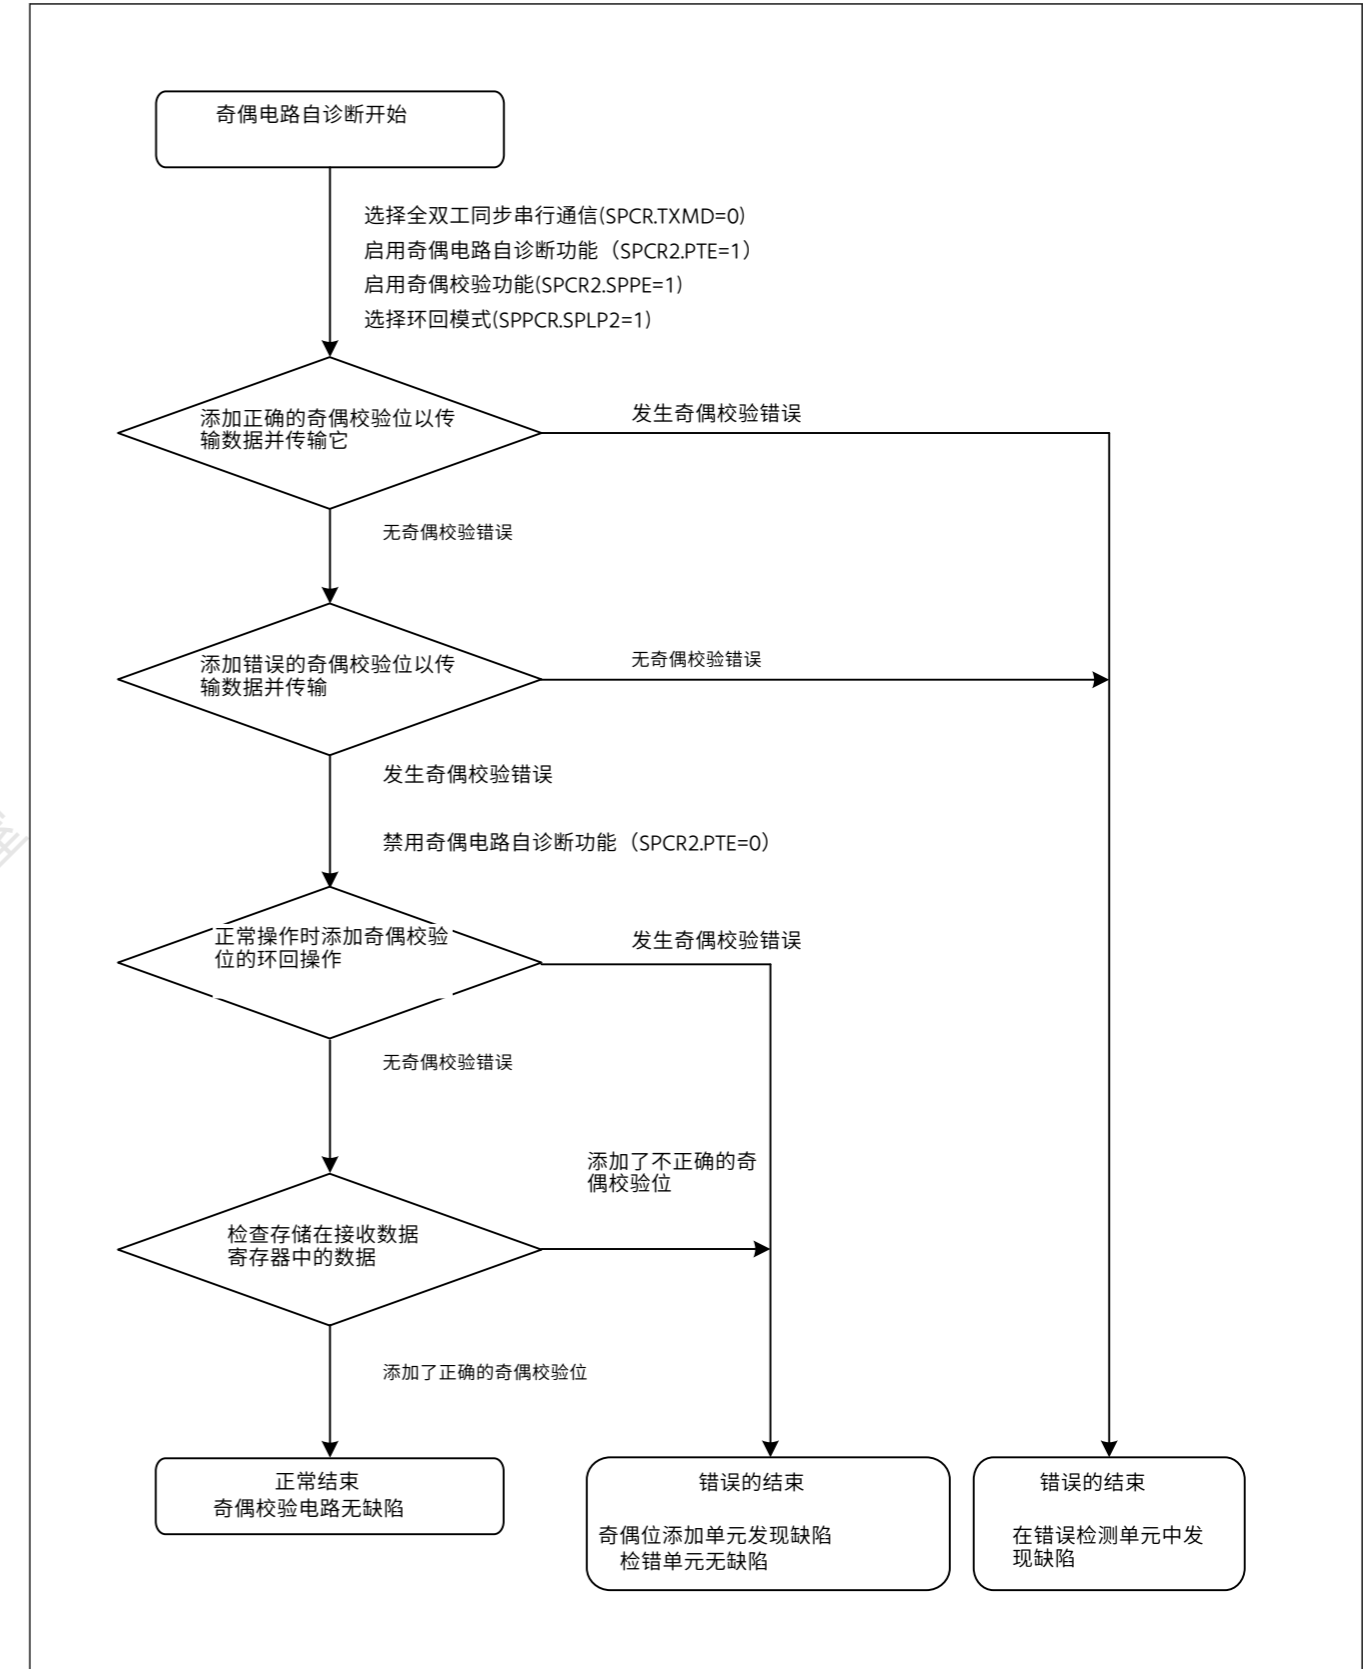 奇偶电路自诊断开始
选择全双工同步串行通信(SPCR.TXMD=0)
启用奇偶电路自诊断功能（SPCR2.PTE=1）
启用奇偶校验功能(SPCR2.SPPE=1)
选择环回模式(SPPCR.SPLP2=1)
添加正确的奇偶校验位以传
输数据并传输它
发生奇偶校验错误
无奇偶校验错误
添加错误的奇偶校验位以传
输数据并传输
无奇偶校验错误
发生奇偶校验错误
禁用奇偶电路自诊断功能（SPCR2.PTE=0）
正常操作时添加奇偶校验
位的环回操作
发生奇偶校验错误
无奇偶校验错误
添加了不正确的奇
偶校验位
检查存储在接收数据
寄存器中的数据
添加了正确的奇偶校验位
正常结束
奇偶校验电路无缺陷
错误的结束
奇偶位添加单元发现缺陷
检错单元无缺陷
错误的结束
在错误检测单元中发
现缺陷